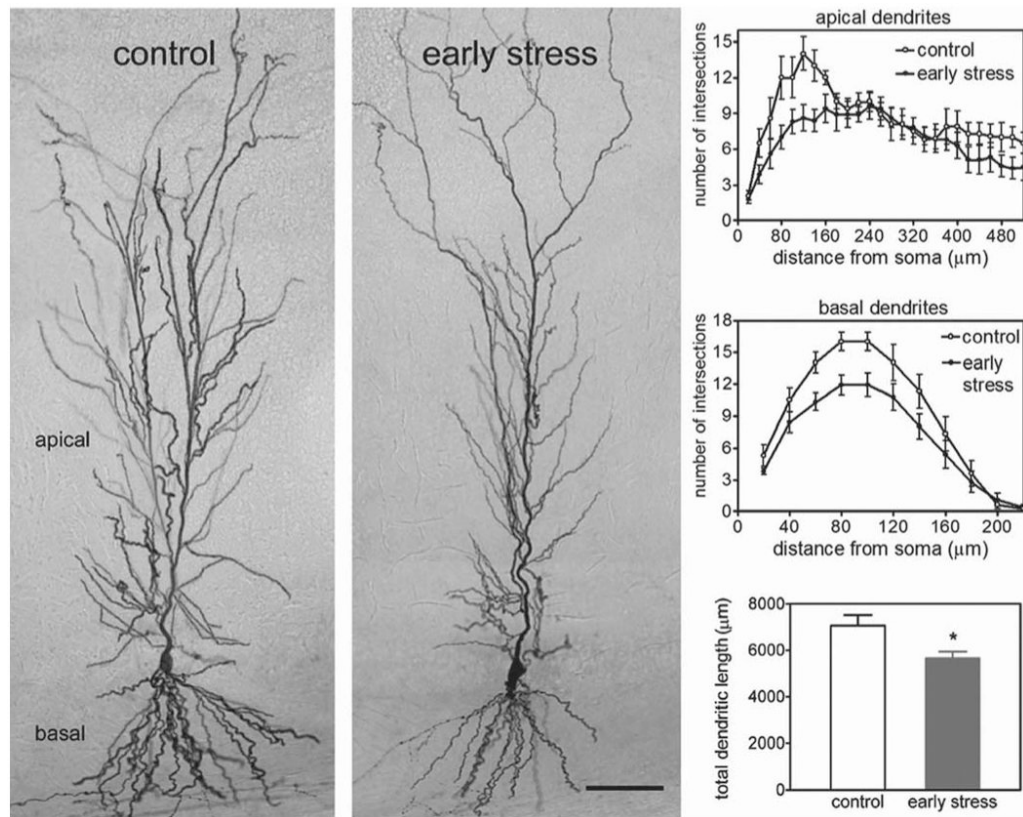 control
early stress
apical
basal
apical dendrites
control
early stress
number of intersections
15
12
9
6
3
0
0 80 160 240 320 400 480
distance from soma (µm)
basal dendrites
control
early
stress
number of intersections
18
15
12
9
6
3
0
0 40 80 120 160 200
distance from soma (µm)
total dendritic length (µm)
8000
6000
4000
2000
0
*
control early stress